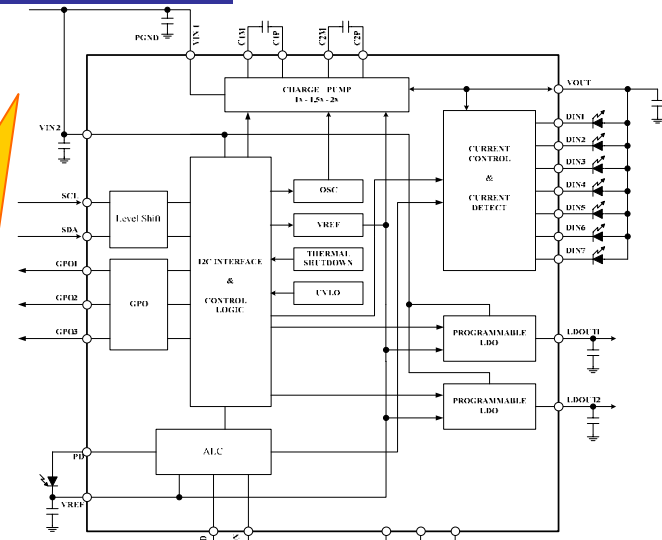 PGND
VIN1
C1M
C1P
C2M
C2P
CHARGE PUMP
1x - 1.5x - 2x
VOUT
VIN2
DIN1
DIN2
DIN3
DIN4
DIN5
DIN6
DIN7
CURRENT
CONTROL
&
CURRENT
DETECT
SCL
SDA
Level Shift
OSC
VREF
THERMAL
SHUTDOWN
UVLO
I2C INTERFACE
&
CONTROL
LOGIC
GPO1
GPO2
GPO3
GPO
PROGRAMMABLE
LDO
LDOUT1
PROGRAMMABLE
LDO
LDOUT2
ALC
PD
VREF